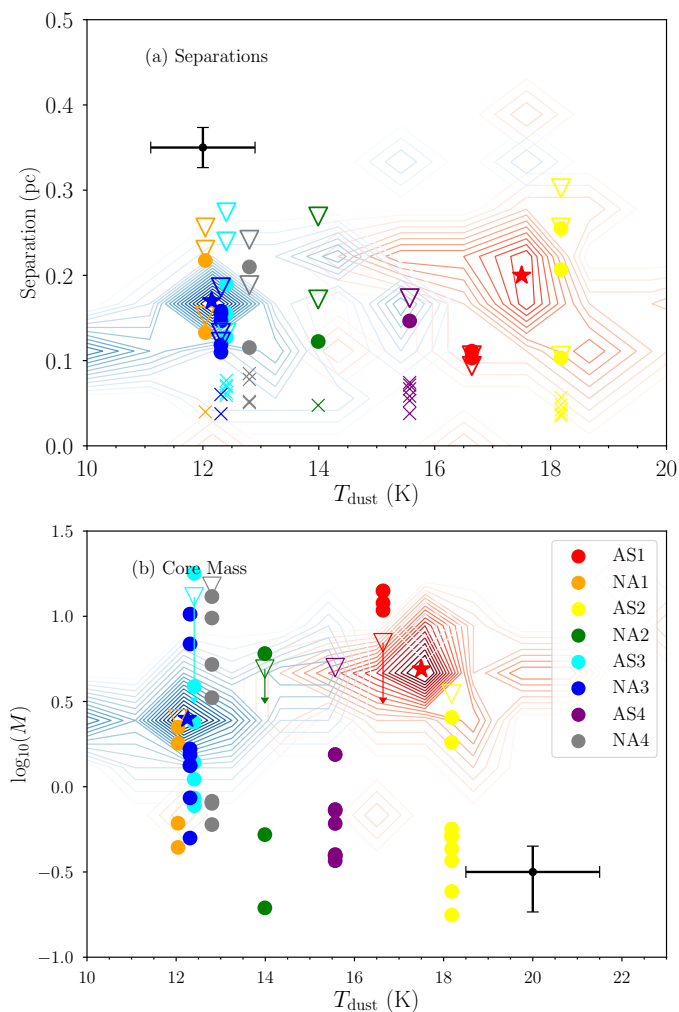 (a) Separations
0.5
0.4
0.3
0.2
0.1
0.0
Separation (pc)
10 12 14 16 18 20
T_dust (K)
(b) Core Mass
1.5
1.0
0.5
0.0
−0.5
−1.0
log₁₀(M)
AS1
NA1
AS2
NA2
AS3
NA3
AS4
NA4
10 12 14 16 18 20 22
T_dust (K)